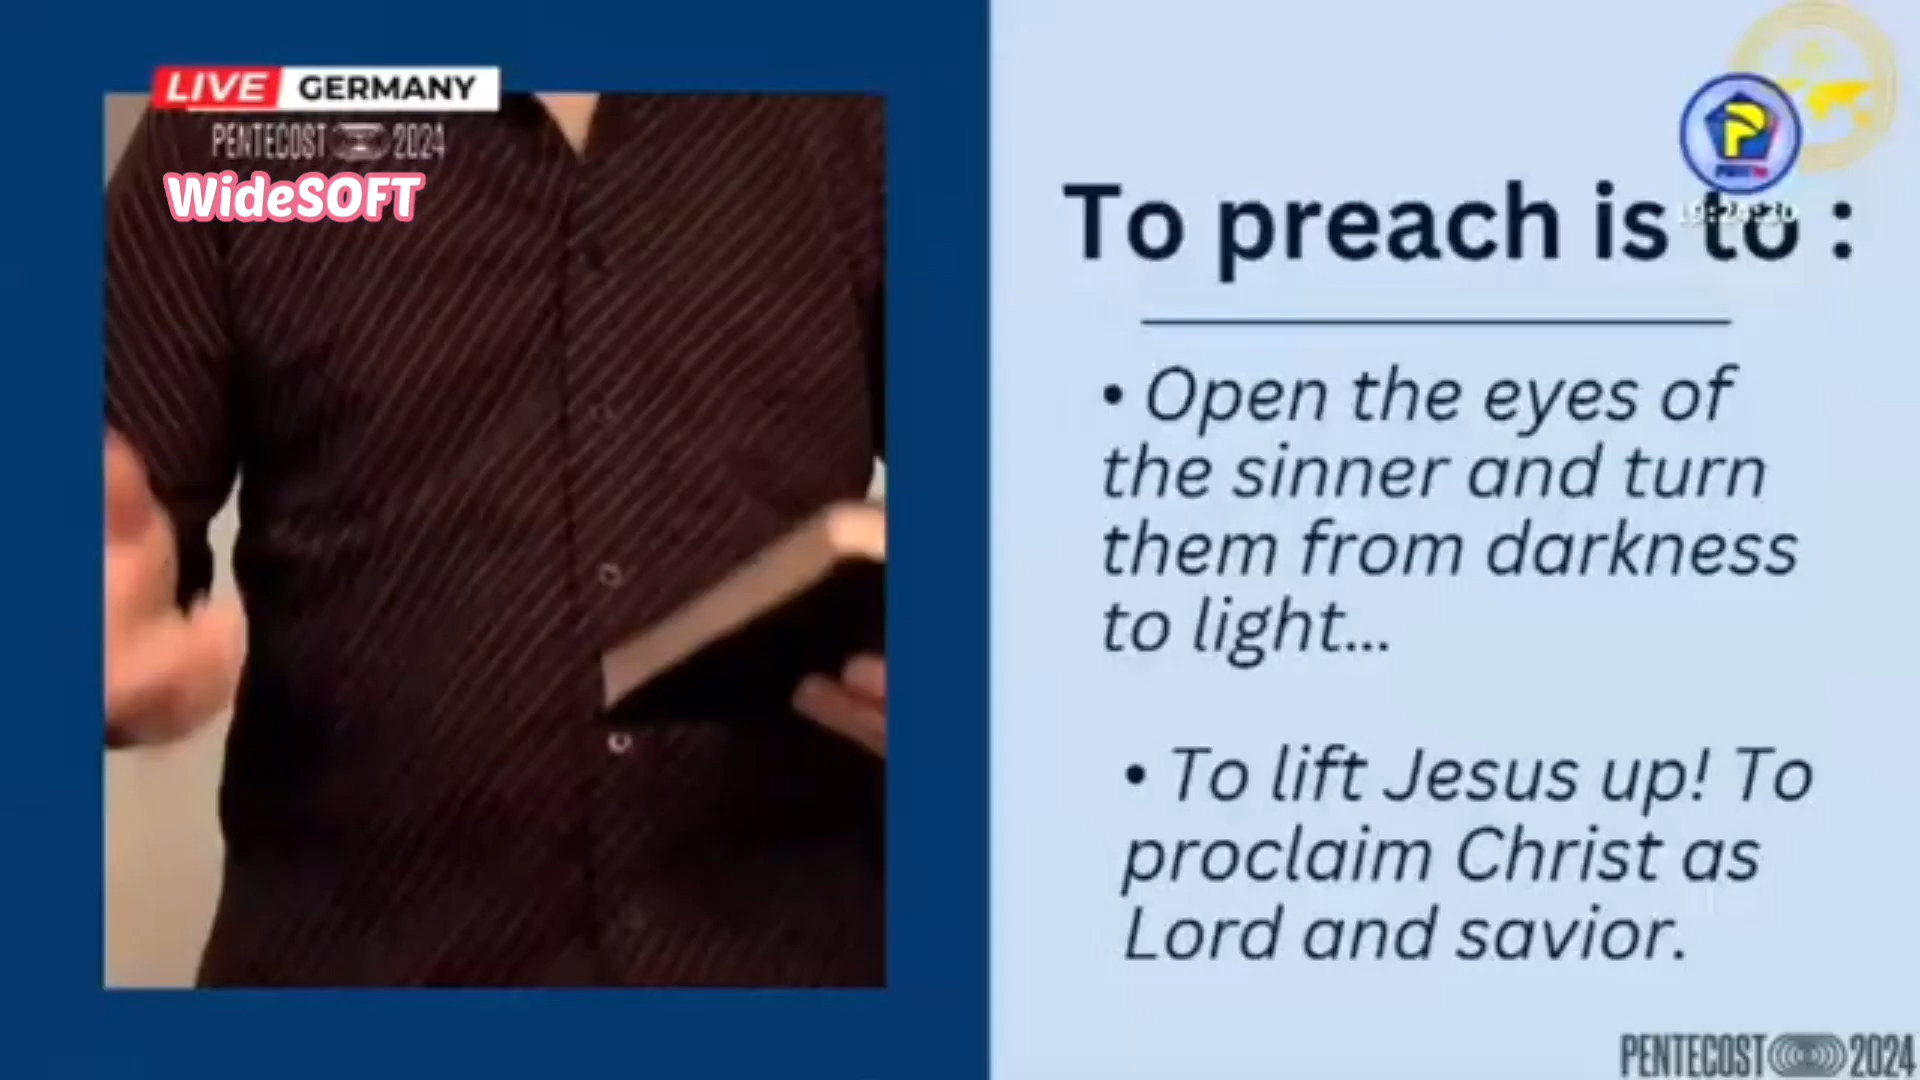 LIVE GERMANY
PENTECOST 2024
WideSOFT
To preach is to :
• Open the eyes of
the sinner and turn
them from darkness
to light...
• To lift Jesus up! To
proclaim Christ as
Lord and savior.
PENTECOST 2024